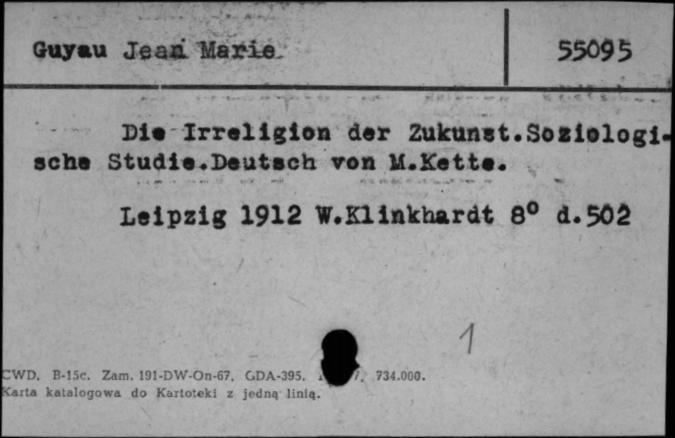 Guyau Jean Marie 55095
Die Irreligion der Zukunst.Soziologi-
sche Studie.Deutsch von M.Kette.
Leipzig 1912 W.Klinkhardt 8° d.502
1
CWD. B-15c. Zam. 191-DW-On-67. GDA-395. 734.000.
Karta katalogowa do Kartoteki z jedną linią.